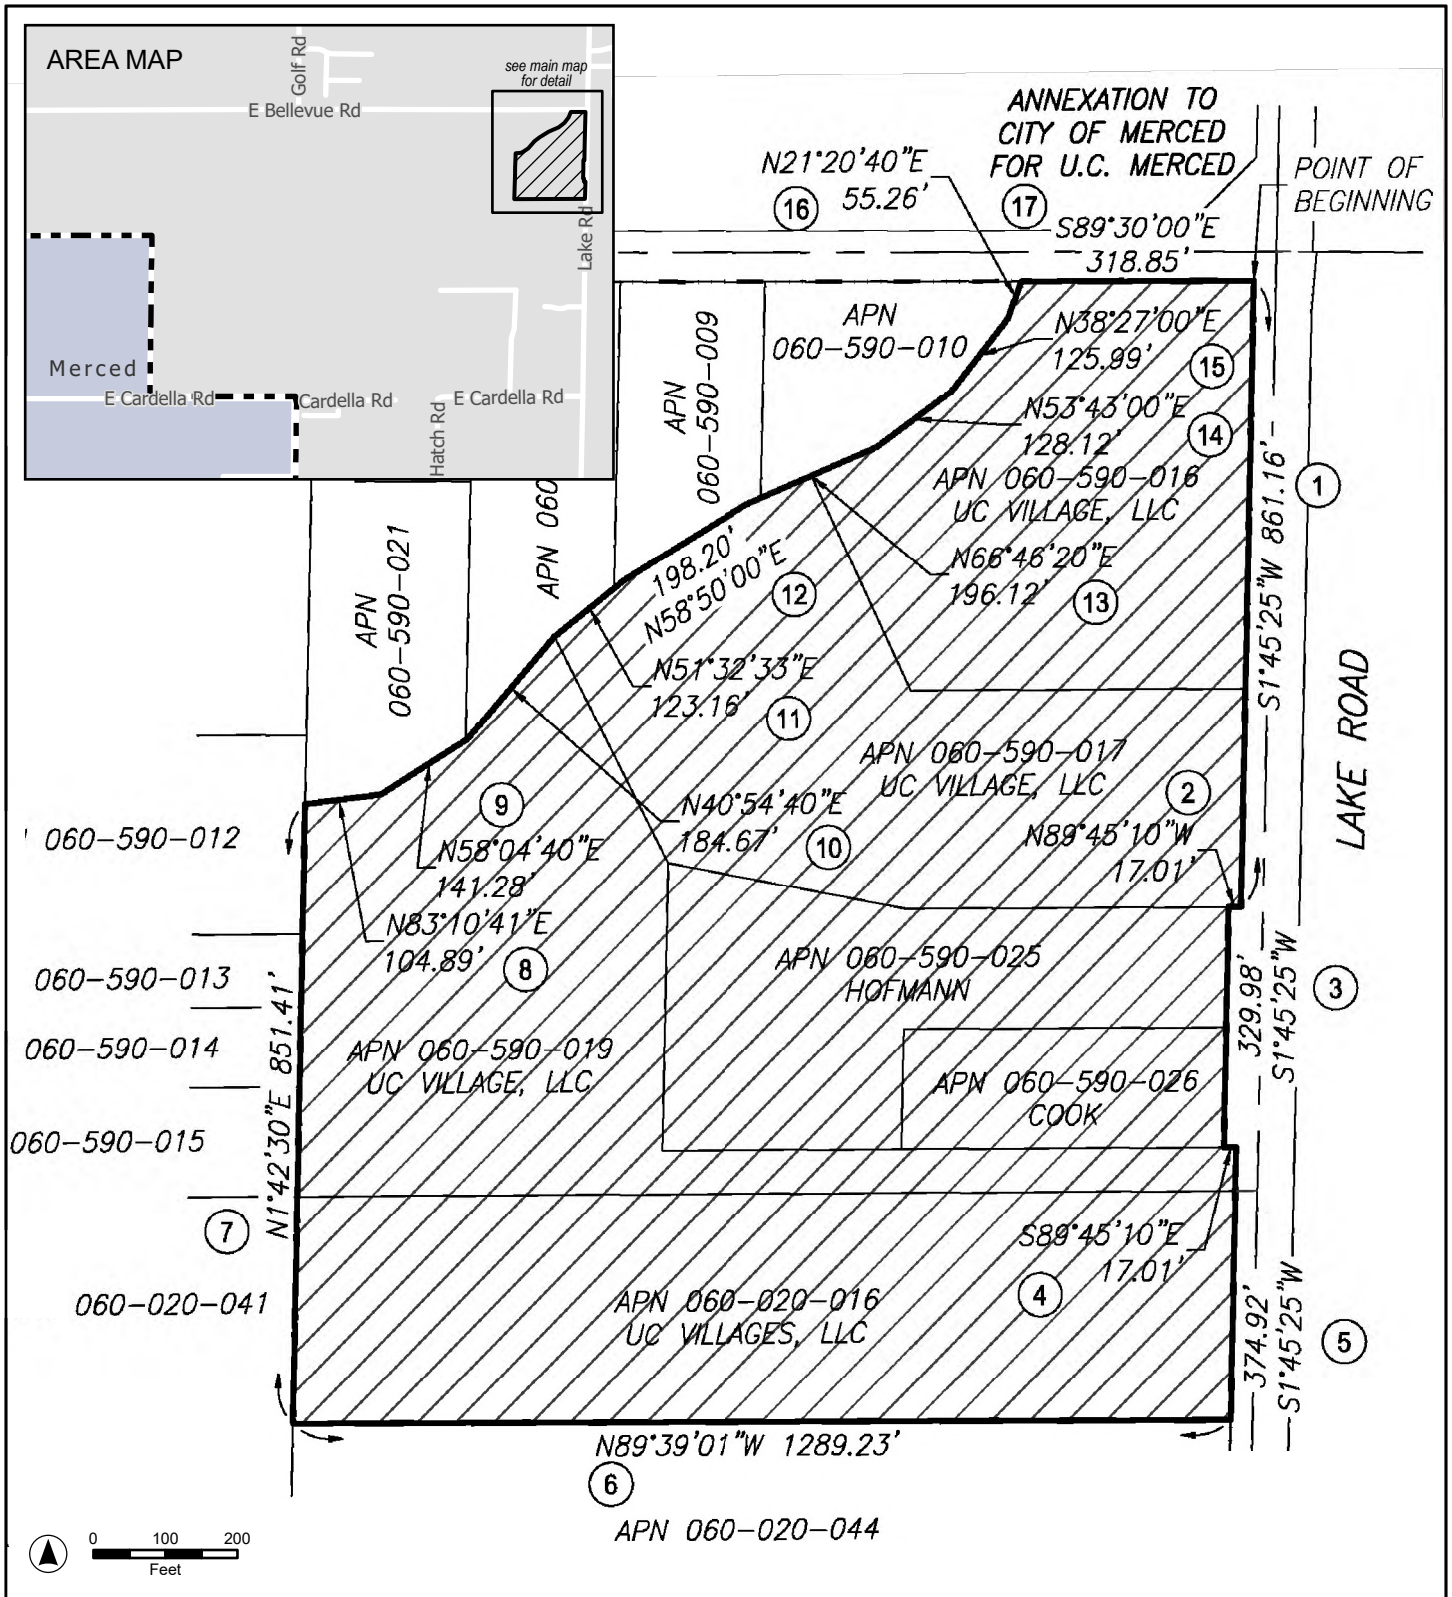 AREA MAP
Golf Rd
see main map
for detail
E Bellevue Rd
Lake Rd
Merced
E Cardella Rd
Cardella Rd
E Cardella Rd
Hatch Rd
ANNEXATION TO
CITY OF MERCED
FOR U.C. MERCED
POINT OF
BEGINNING
N21°20'40"E
55.26'
16
17
S89°30'00"E
318.85'
APN
060-590-010
APN
060-590-009
N38°27'00"E
125.99'
15
N53°43'00"E
128.12'
14
APN 060-590-016
UC VILLAGE, LLC
S1°45'25"W 861.16'
1
APN 060
APN
060-590-021
198.20'
N58°50'00"E
12
N66°46'20"E
196.12'
13
N51°32'33"E
123.16'
11
LAKE ROAD
APN 060-590-017
UC VILLAGE, LLC
2
N89°45'10"W
17.01'
9
N58°04'40"E
141.28'
N40°54'40"E
184.67'
10
060-590-012
N83°10'41"E
104.89'
8
APN 060-590-025
HOFMANN
329.98'
S1°45'25"W
3
060-590-013
060-590-014
060-590-015
N1°42'30"E 851.41'
7
APN 060-590-019
UC VILLAGE, LLC
APN 060-590-026
COOK
S89°45'10"E
17.01'
4
060-020-041
APN 060-020-016
UC VILLAGES, LLC
374.92'
S1°45'25"W
5
N89°39'01"W 1289.23'
6
APN 060-020-044
0 100 200
Feet